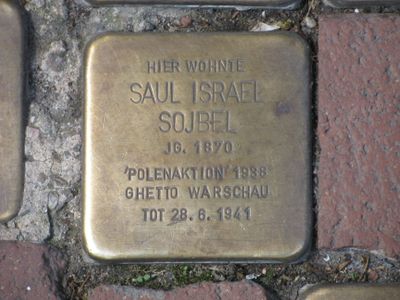 HIER WOHNTE
SAUL ISRAEL
SOJBEL
JG. 1870
'POLENAKTION' 1938
GHETTO WARSCHAU
TOT 28.6.1941